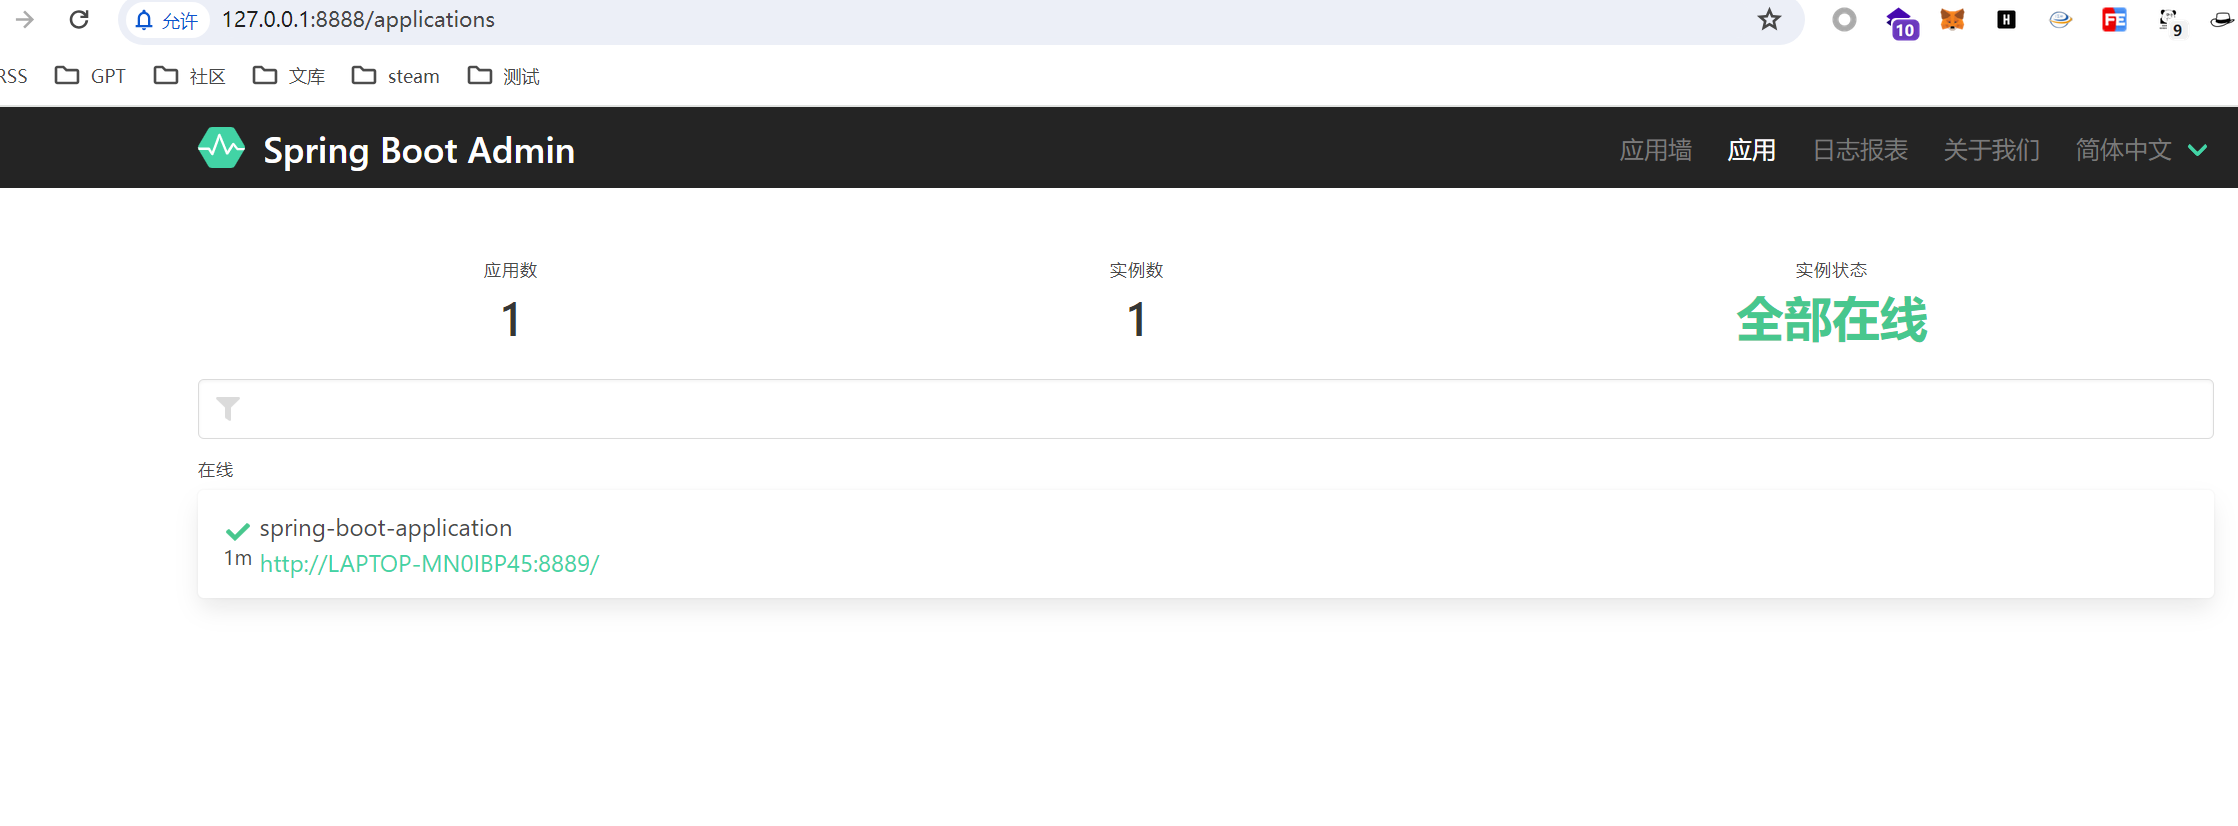 允许 127.0.0.1:8888/applications
10
H
FE
9
RSS GPT 社区 文库 steam 测试
Spring Boot Admin 应用墙 应用 日志报表 关于我们 简体中文
应用数 实例数 实例状态
1 1 全部在线
在线
spring-boot-application
1m http://LAPTOP-MN0IBP45:8889/